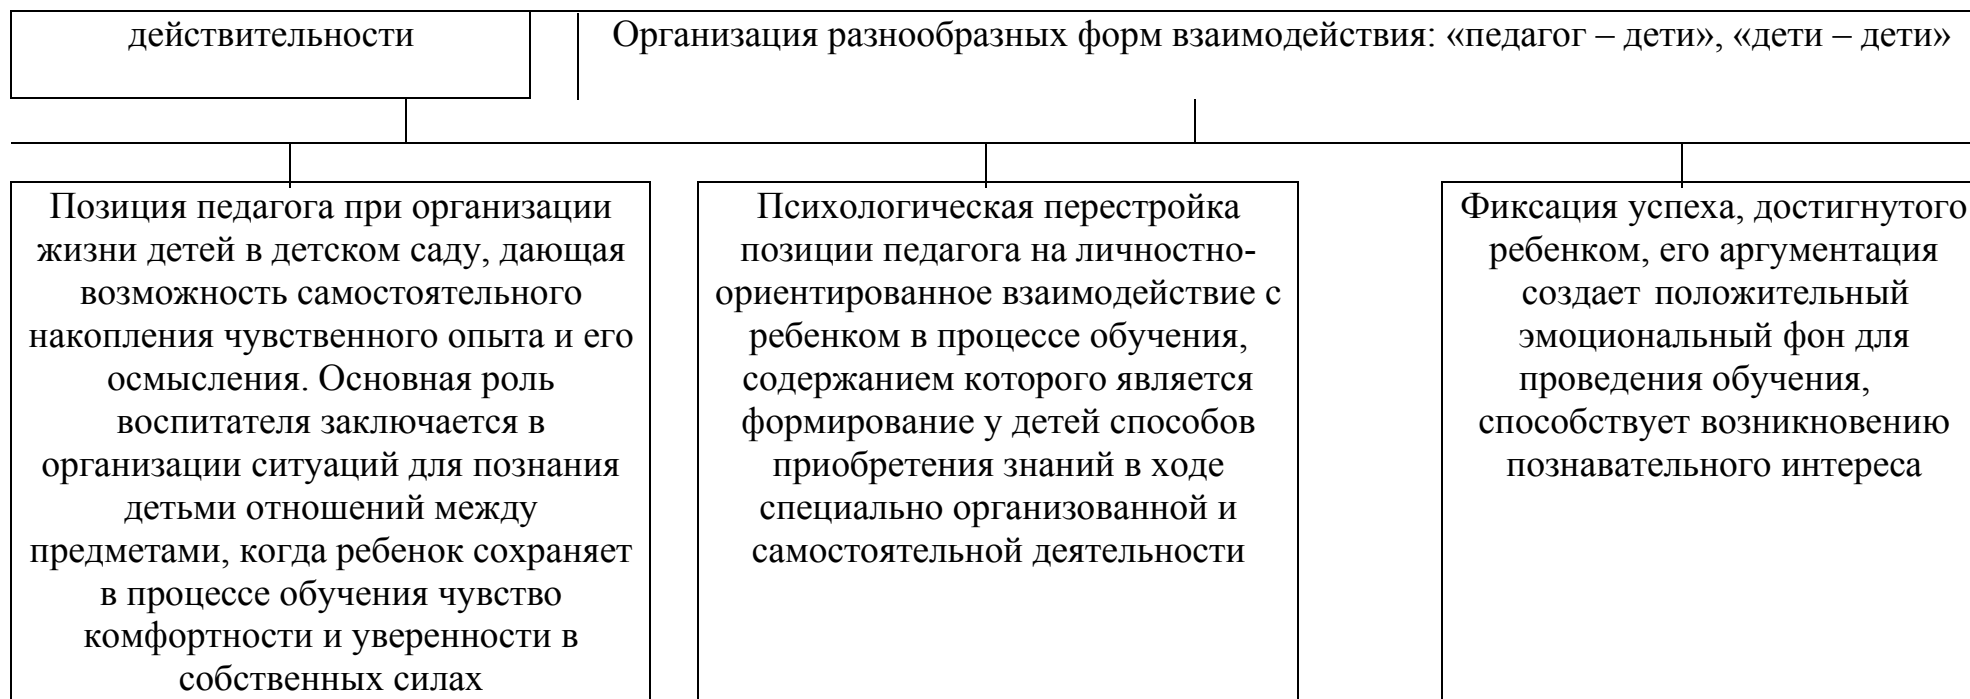 действительности
Организация разнообразных форм взаимодействия: «педагог – дети», «дети – дети»
Позиция педагога при организации
жизни детей в детском саду, дающая
возможность самостоятельного
накопления чувственного опыта и его
осмысления. Основная роль
воспитателя заключается в
организации ситуаций для познания
детьми отношений между
предметами, когда ребенок сохраняет
в процессе обучения чувство
комфортности и уверенности в
собственных силах
Психологическая перестройка
позиции педагога на личностно-
ориентированное взаимодействие с
ребенком в процессе обучения,
содержанием которого является
формирование у детей способов
приобретения знаний в ходе
специально организованной и
самостоятельной деятельности
Фиксация успеха, достигнутого
ребенком, его аргументация
создает положительный
эмоциональный фон для
проведения обучения,
способствует возникновению
познавательного интереса